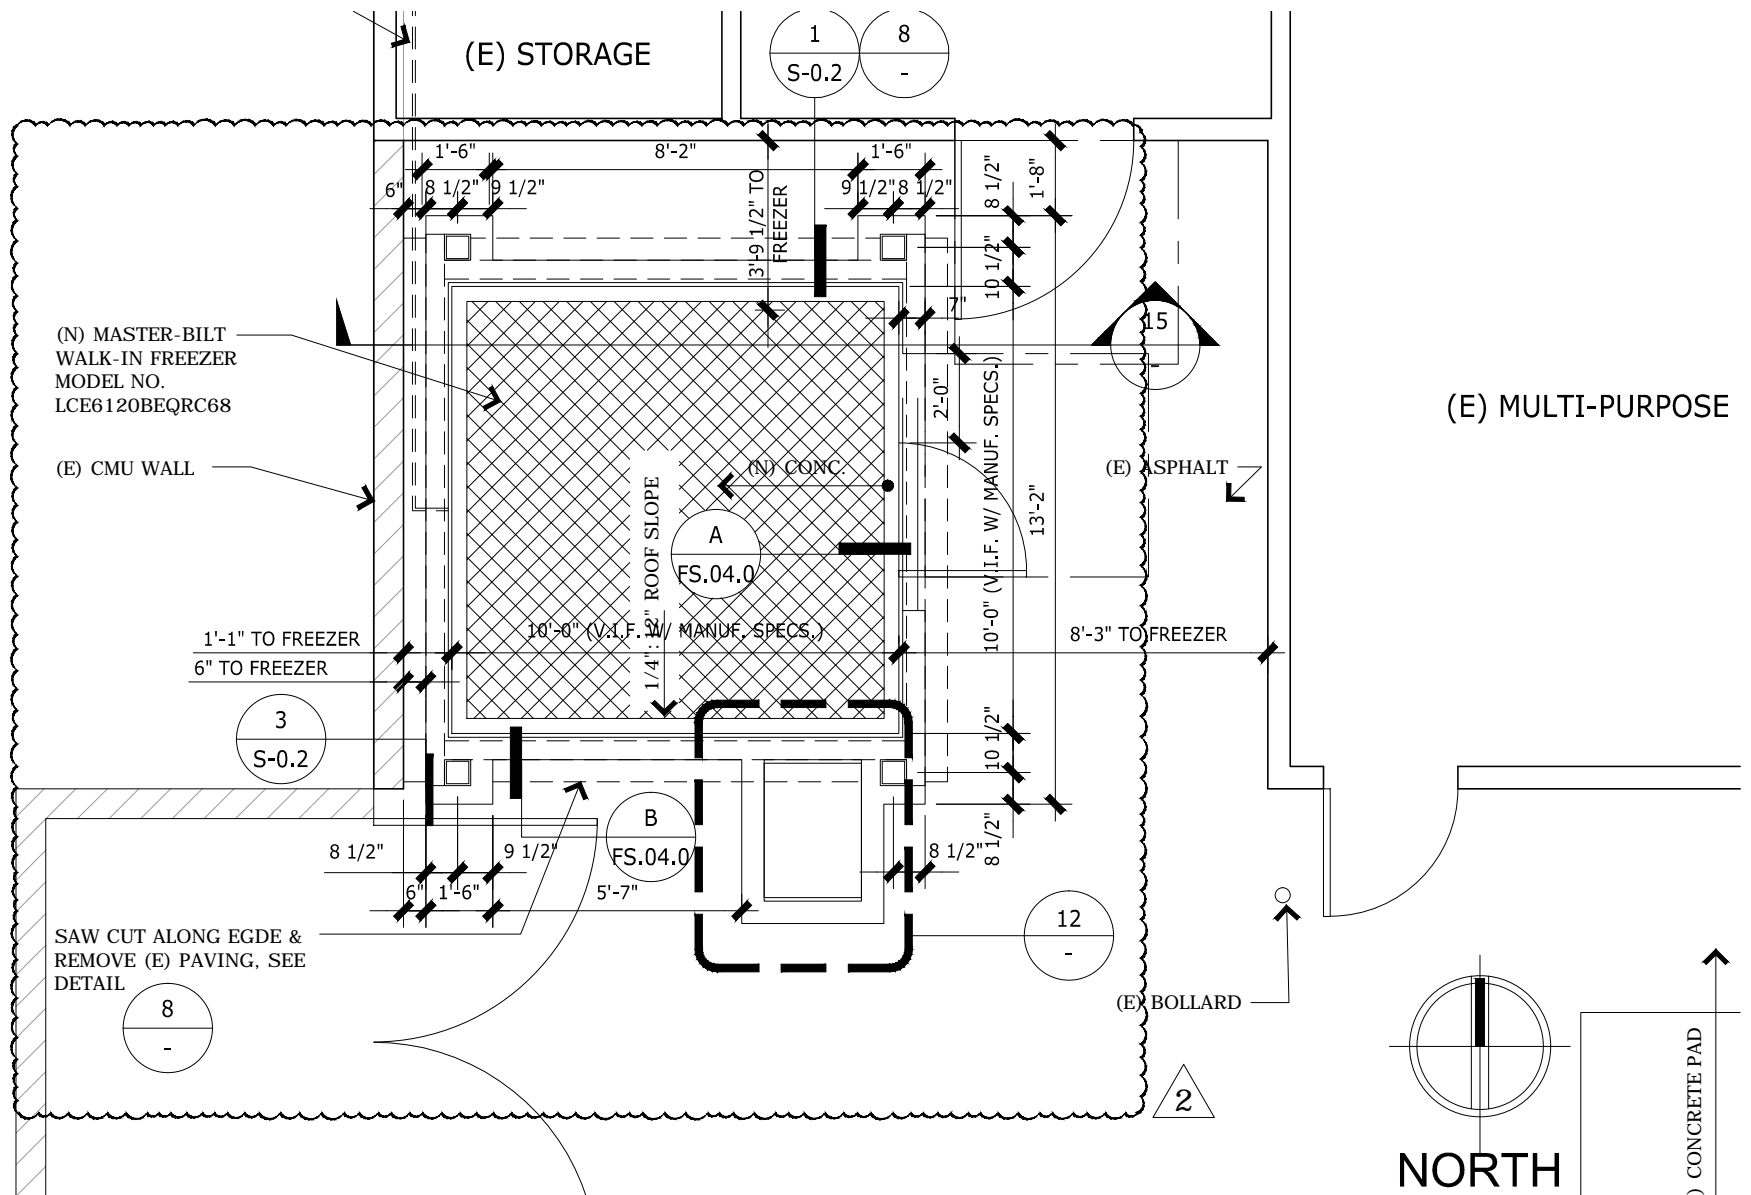 (E) STORAGE
1
S-0.2
8
-
1'-6"
8'-2"
1'-6"
6"
8 1/2"
9 1/2"
9 1/2"
8 1/2"
3'-9 1/2" TO
FREEZER
8 1/2"
1'-8"
10 1/2"
7"
15
-
(N) MASTER-BILT
WALK-IN FREEZER
MODEL NO.
LCE6120BEQRC68
2'-0"
(E) MULTI-PURPOSE
(E) CMU WALL
(N) CONC.
(E) ASPHALT
A
FS.04.0
1/4": 12" ROOF SLOPE
10'-0" (V.I.F. W/ MANUF. SPECS.)
13'-2"
10'-0" (V.I.F. W/ MANUF. SPECS.)
1'-1" TO FREEZER
8'-3" TO FREEZER
6" TO FREEZER
3
S-0.2
10 1/2"
B
FS.04.0
8 1/2"
8 1/2"
9 1/2"
8 1/2"
6"
1'-6"
5'-7"
12
-
SAW CUT ALONG EGDE &
REMOVE (E) PAVING, SEE
DETAIL
8
-
(E) BOLLARD
2
NORTH
) CONCRETE PAD